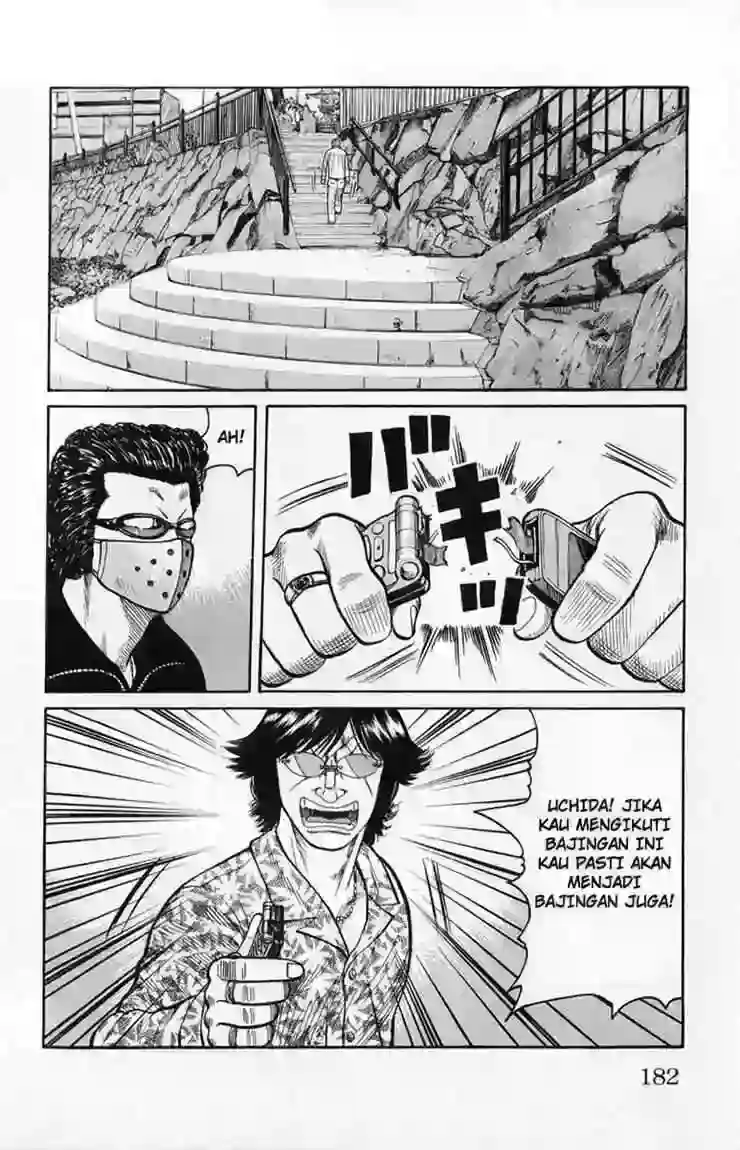 AH!
バキッ
UCHIDA! JIKA
KAU MENGIKUTI
BAJINGAN INI
KAU PASTI AKAN
MENJADI
BAJINGAN JUGA!
182